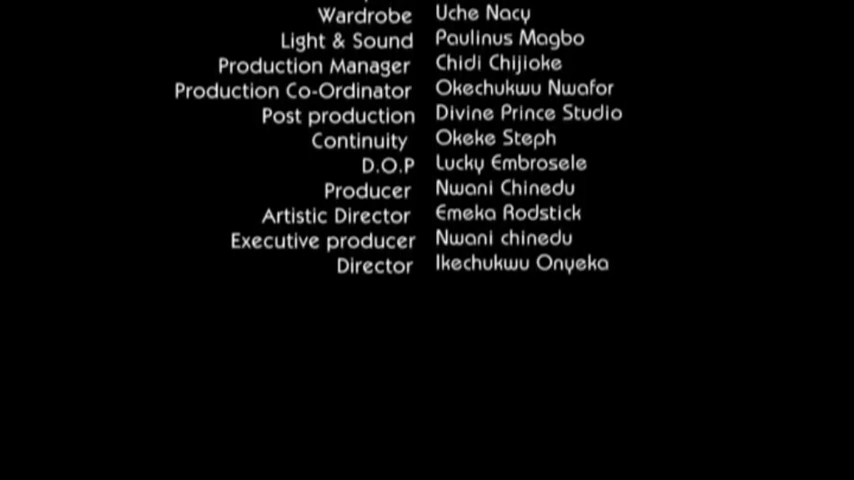 Wardrobe Uche Nacy
Light & Sound Paulinus Magbo
Production Manager Chidi Chijioke
Production Co-Ordinator Okechukwu Nwafor
Post production Divine Prince Studio
Continuity Okeke Steph
D.O.P Lucky Embrosele
Producer Nwani Chinedu
Artistic Director Emeka Rodstick
Executive producer Nwani chinedu
Director Ikechukwu Onyeka